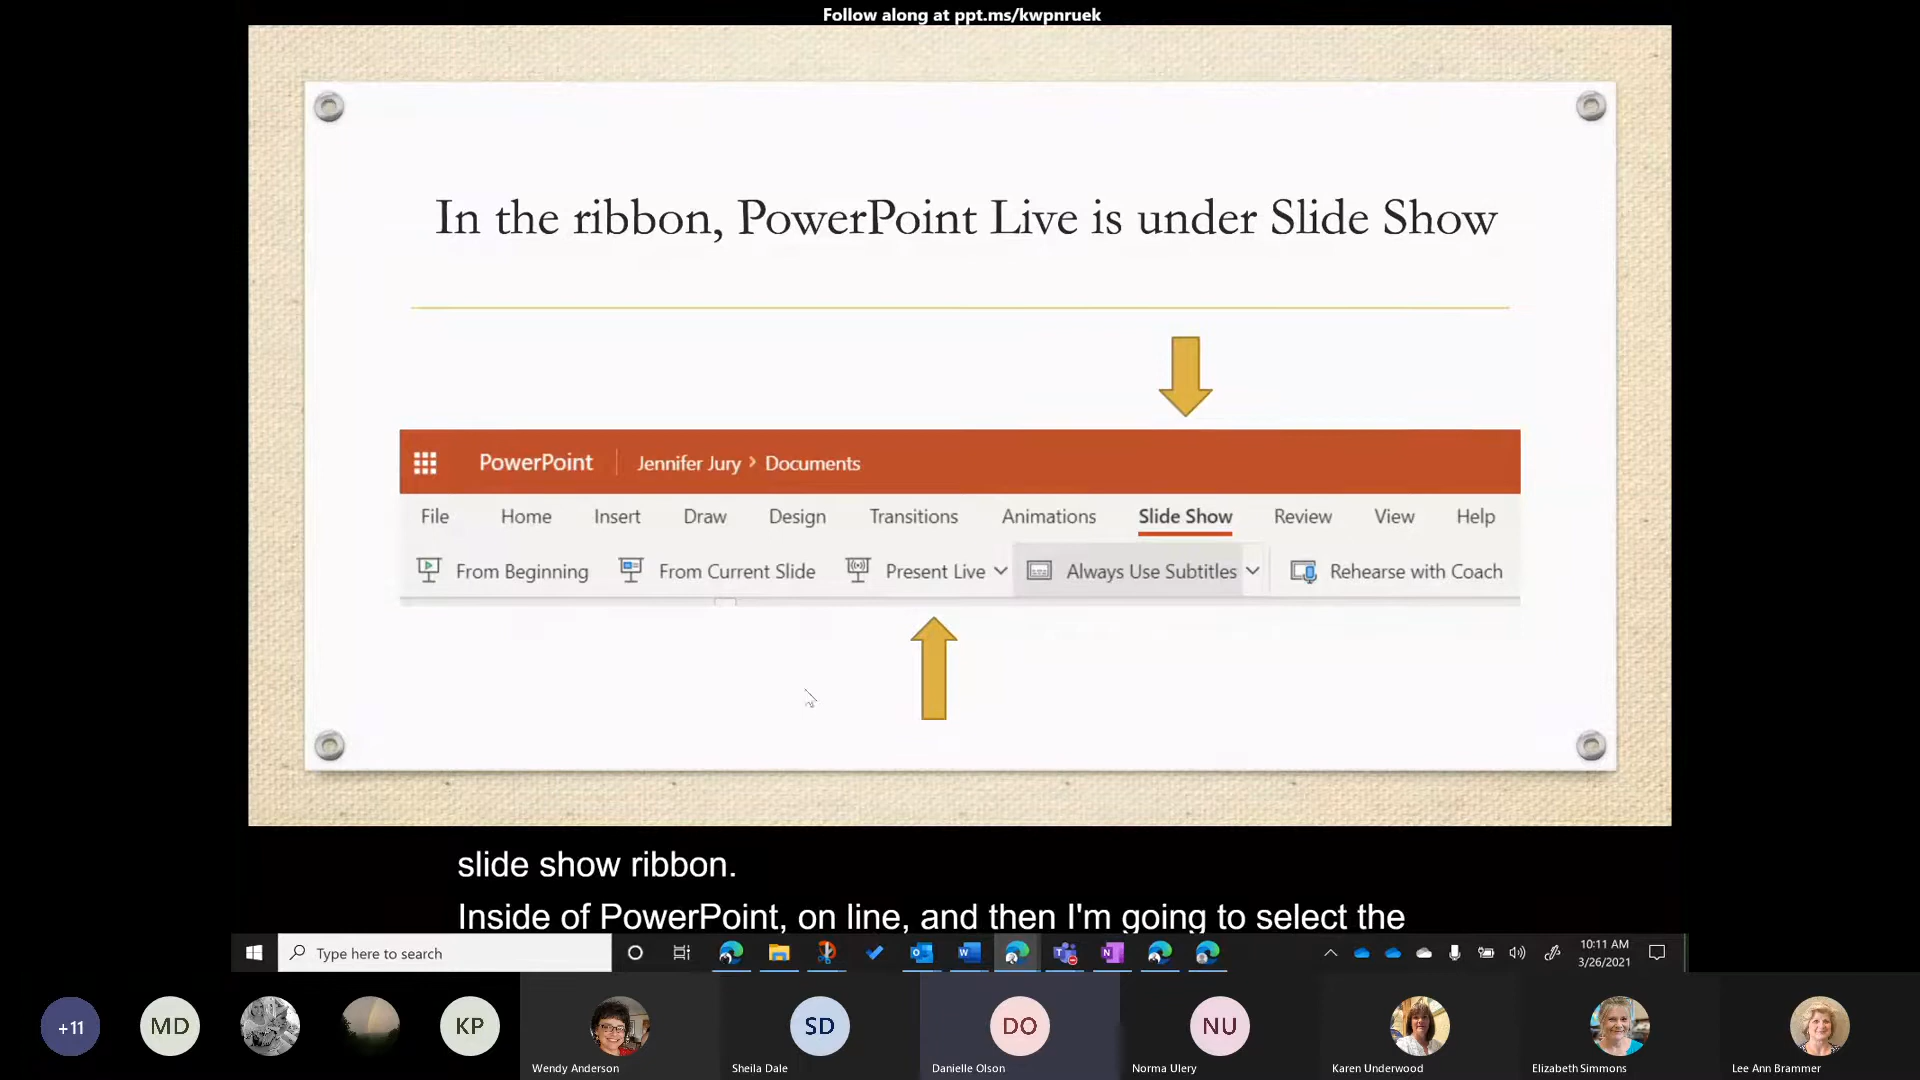 Follow along at ppt.ms/kwpnruek
In the ribbon, PowerPoint Live is under Slide Show
PowerPoint Jennifer Jury > Documents
File Home Insert Draw Design Transitions Animations Slide Show Review View Help
From Beginning From Current Slide Present Live Always Use Subtitles Rehearse with Coach
slide show ribbon.
Inside of PowerPoint, on line, and then I'm going to select the
Type here to search
10:11 AM
3/26/2021
+11 MD KP SD DO NU
Wendy Anderson Sheila Dale Danielle Olson Norma Ulery Karen Underwood Elizabeth Simmons Lee Ann Brammer